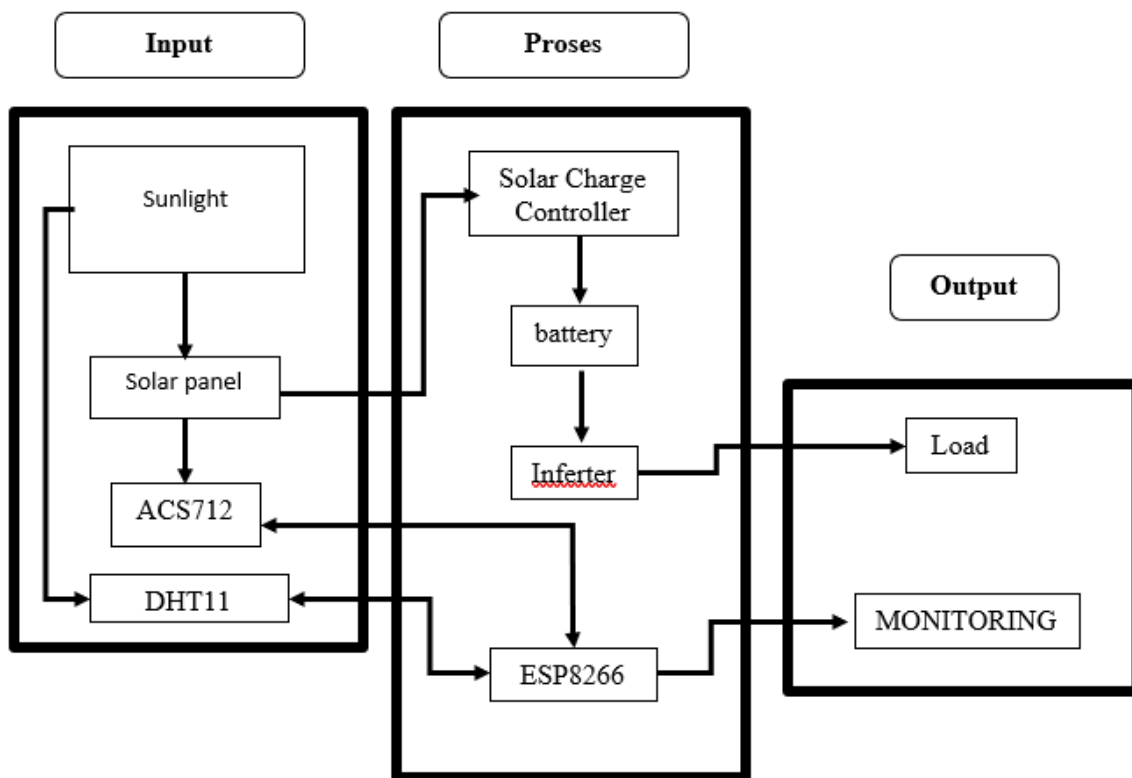 Input
Proses
Output
Sunlight
Solar panel
ACS712
DHT11
Solar Charge
Controller
battery
Inferter
ESP8266
Load
MONITORING